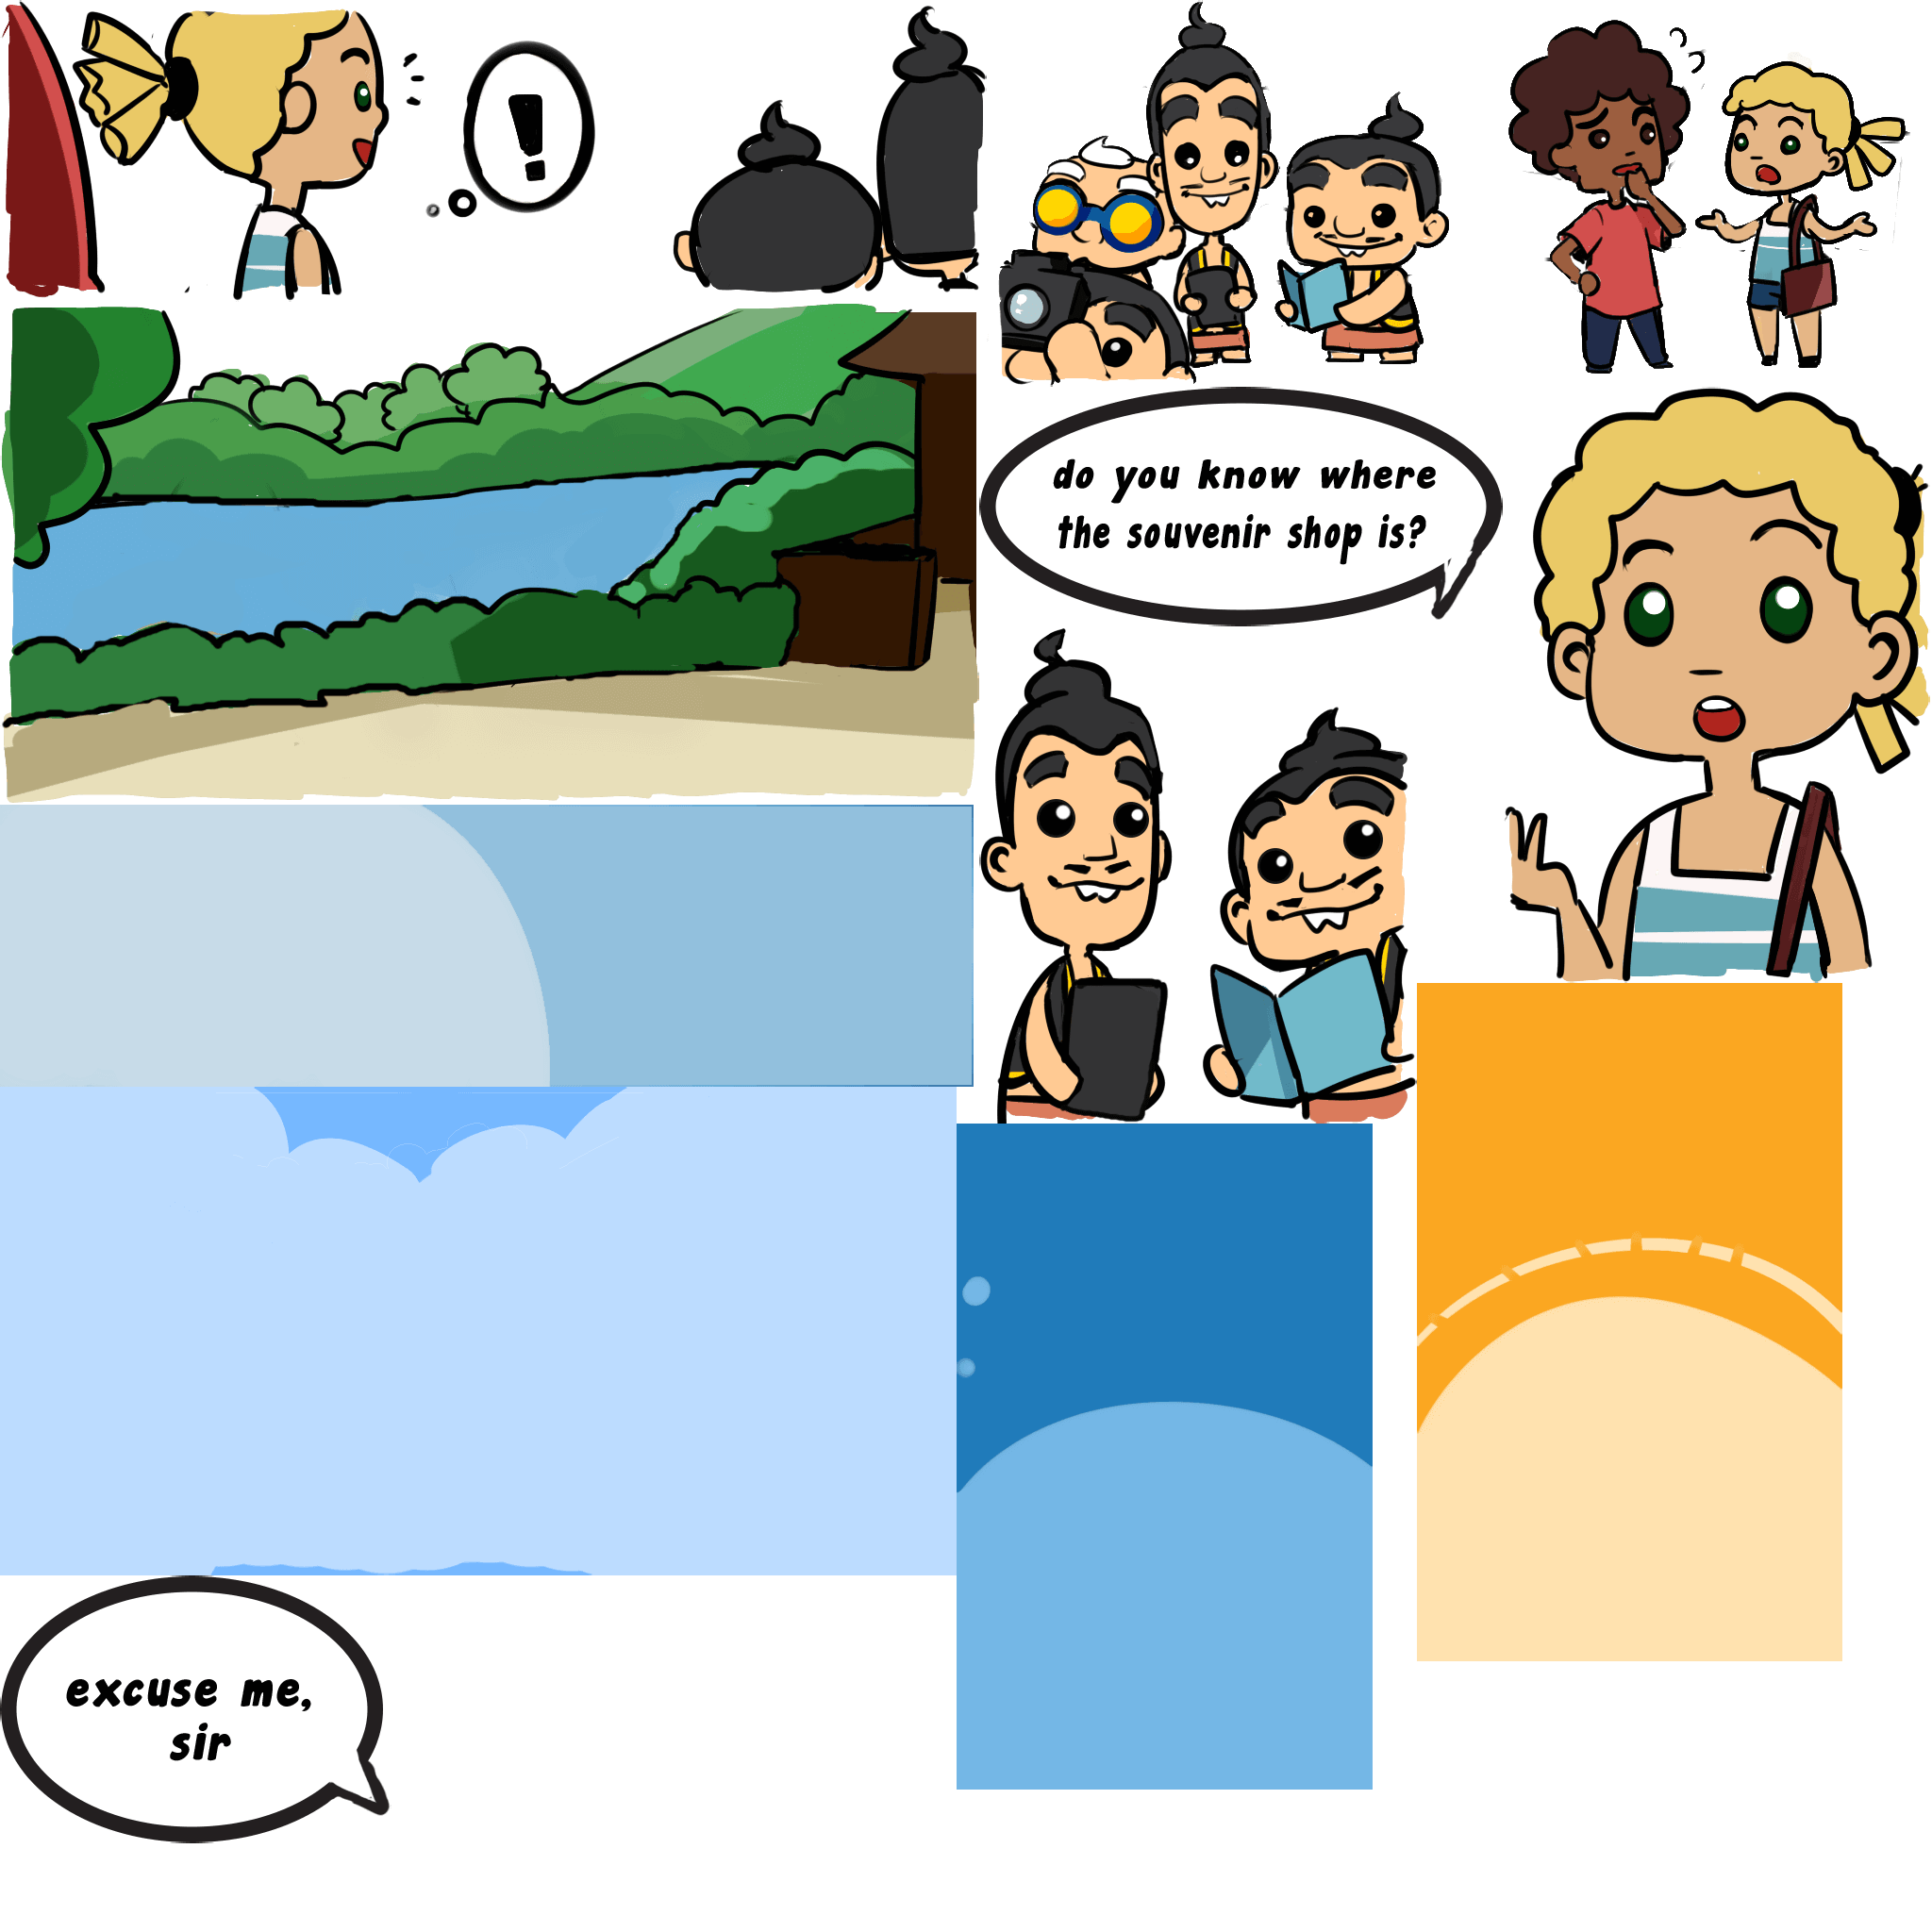 !
do you know where
the souvenir shop is?
excuse me,
sir